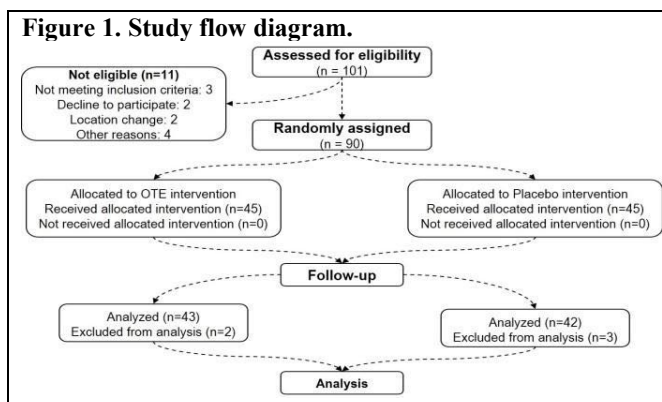 Figure 1. Study flow diagram.
Assessed for eligibility
(n = 101)
Not eligible (n=11)
Not meeting inclusion criteria: 3
Decline to participate: 2
Location change: 2
Other reasons: 4
Randomly assigned
(n = 90)
Allocated to OTE intervention
Received allocated intervention (n=45)
Not received allocated intervention (n=0)
Allocated to Placebo intervention
Received allocated intervention (n=45)
Not received allocated intervention (n=0)
Follow-up
Analyzed (n=43)
Excluded from analysis (n=2)
Analyzed (n=42)
Excluded from analysis (n=3)
Analysis